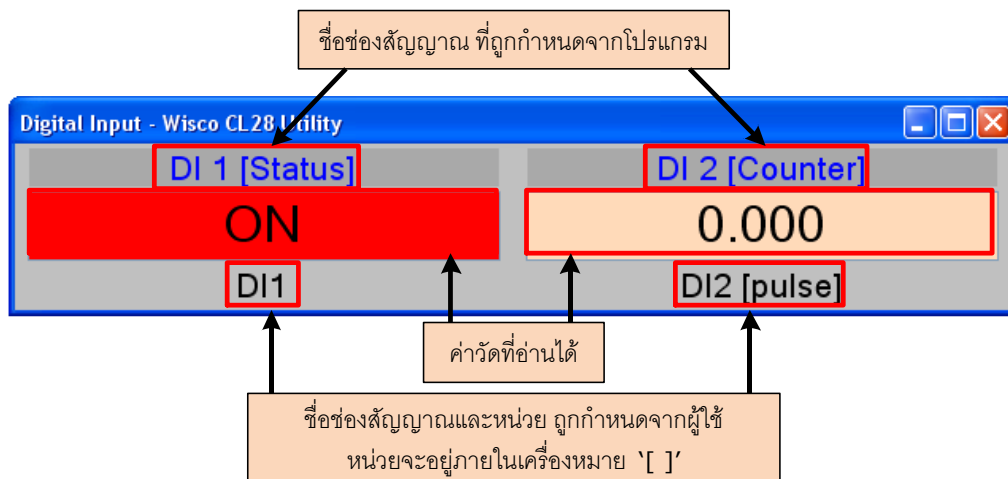 ชื่อช่องสัญญาณ ที่ถูกกำหนดจากโปรแกรม
Digital Input - Wisco CL28 Utility
DI 1 [Status]
DI 2 [Counter]
ON
0.000
DI1
DI2 [pulse]
ค่าวัดที่อ่านได้
ชื่อช่องสัญญาณและหน่วย ถูกกำหนดจากผู้ใช้
หน่วยจะอยู่ภายในเครื่องหมาย '[ ]'